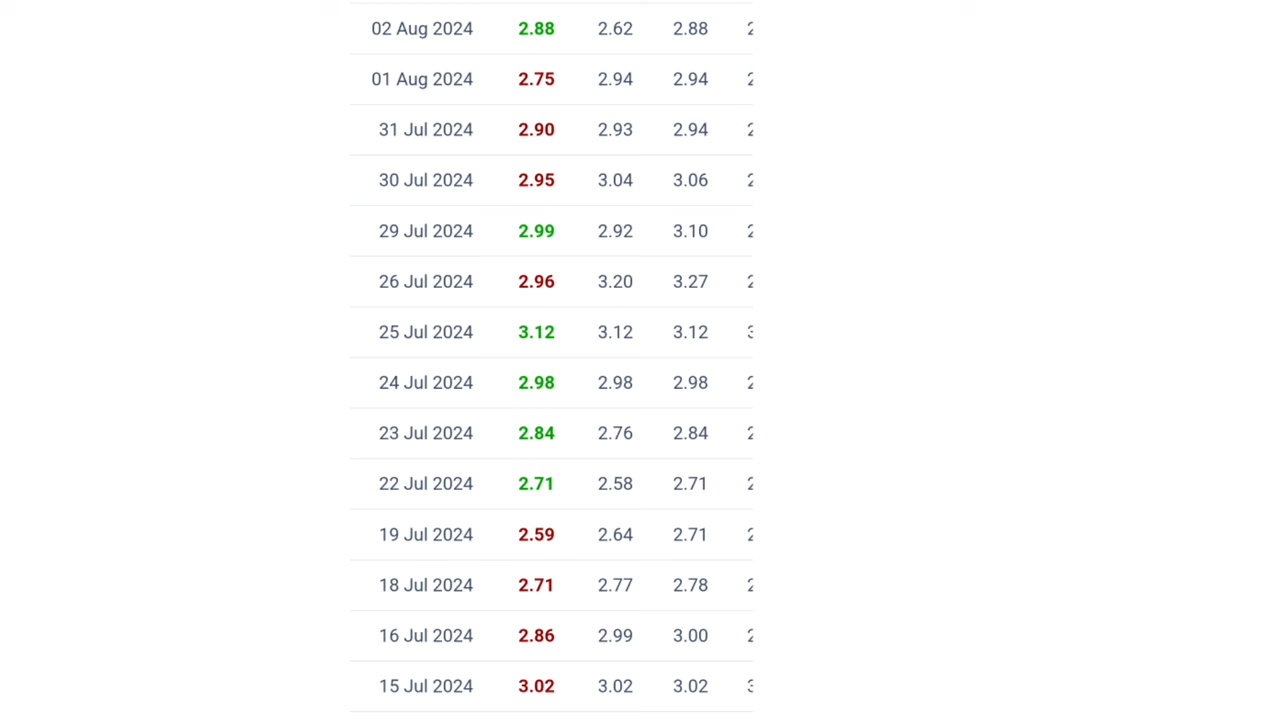 02 Aug 2024 2.88 2.62 2.88
01 Aug 2024 2.75 2.94 2.94
31 Jul 2024 2.90 2.93 2.94
30 Jul 2024 2.95 3.04 3.06
29 Jul 2024 2.99 2.92 3.10
26 Jul 2024 2.96 3.20 3.27
25 Jul 2024 3.12 3.12 3.12
24 Jul 2024 2.98 2.98 2.98
23 Jul 2024 2.84 2.76 2.84
22 Jul 2024 2.71 2.58 2.71
19 Jul 2024 2.59 2.64 2.71
18 Jul 2024 2.71 2.77 2.78
16 Jul 2024 2.86 2.99 3.00
15 Jul 2024 3.02 3.02 3.02